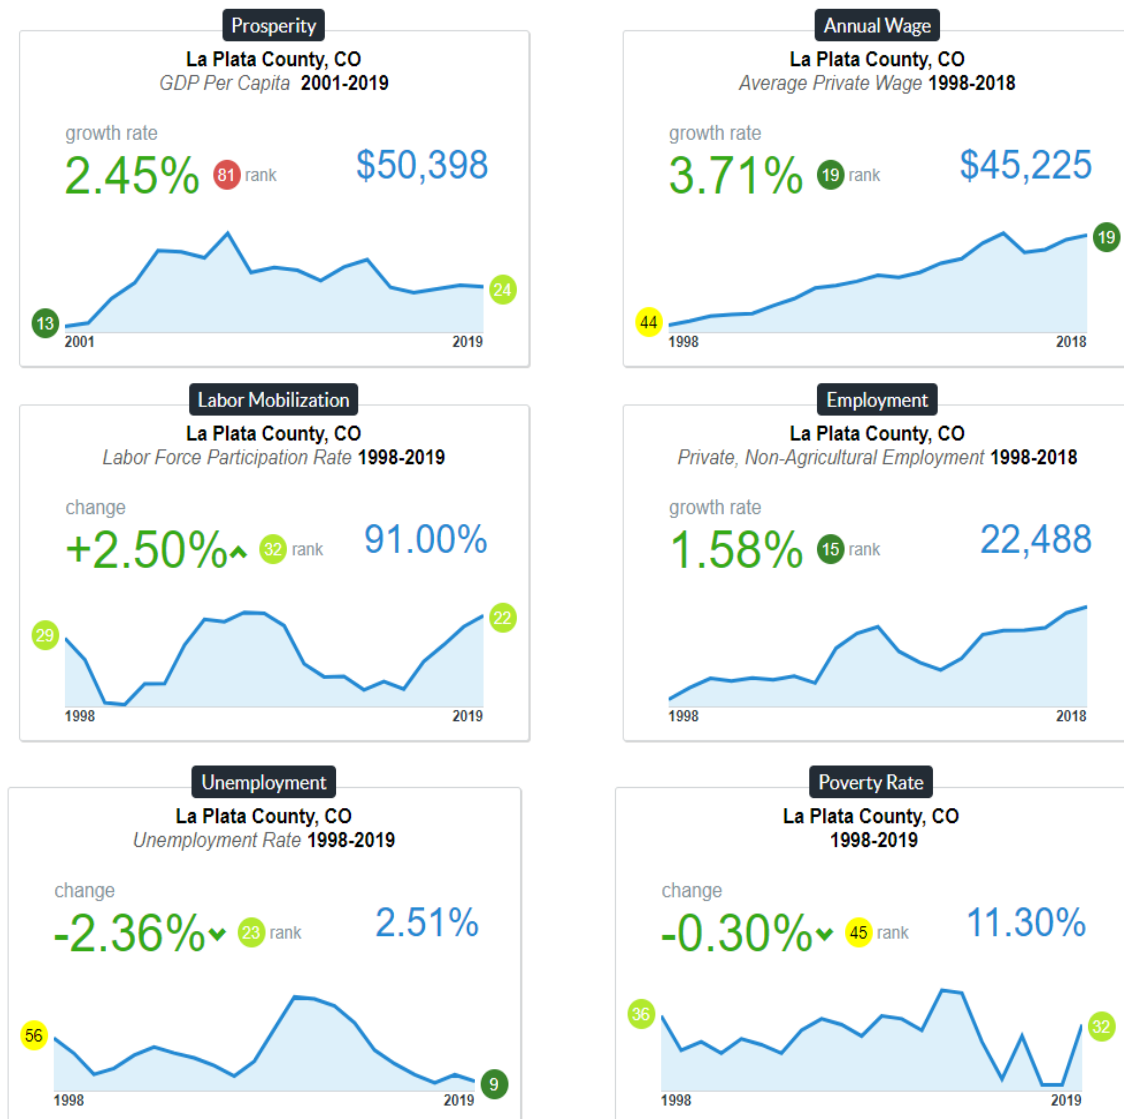 Prosperity
La Plata County, CO
GDP Per Capita 2001-2019
growth rate
2.45% 81 rank $50,398
13
24
2001 2019
Annual Wage
La Plata County, CO
Average Private Wage 1998-2018
growth rate
3.71% 19 rank $45,225
19
44
1998 2018
Labor Mobilization
La Plata County, CO
Labor Force Participation Rate 1998-2019
change
+2.50% 32 rank 91.00%
29
22
1998 2019
Employment
La Plata County, CO
Private, Non-Agricultural Employment 1998-2018
growth rate
1.58% 15 rank 22,488
1998 2018
Unemployment
La Plata County, CO
Unemployment Rate 1998-2019
change
-2.36% 23 rank 2.51%
56
9
1998 2019
Poverty Rate
La Plata County, CO
1998-2019
change
-0.30% 45 rank 11.30%
36
32
1998 2019